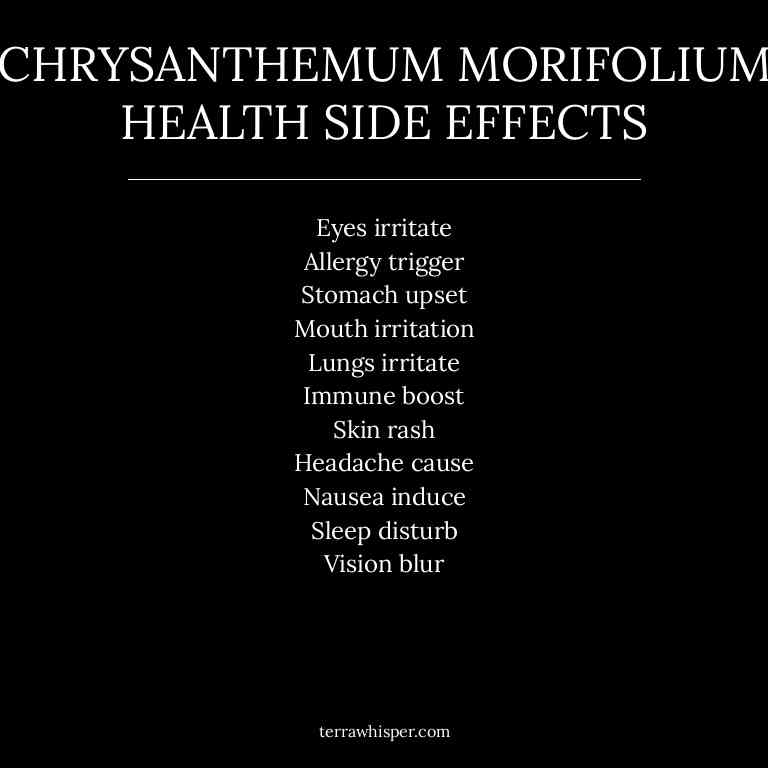 CHRYSANTHEMUM MORIFOLIUM
HEALTH SIDE EFFECTS
Eyes irritate
Allergy trigger
Stomach upset
Mouth irritation
Lungs irritate
Immune boost
Skin rash
Headache cause
Nausea induce
Sleep disturb
Vision blur
terrawhisper.com